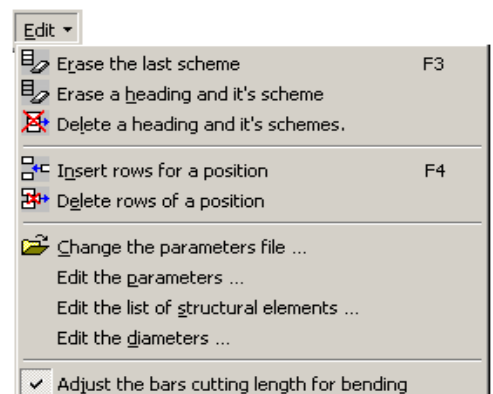 Edit
Erase the last scheme F3
Erase a heading and it's scheme
Delete a heading and it's schemes.
Insert rows for a position F4
Delete rows of a position
Change the parameters file ...
Edit the parameters ...
Edit the list of structural elements ...
Edit the diameters ...
Adjust the bars cutting length for bending